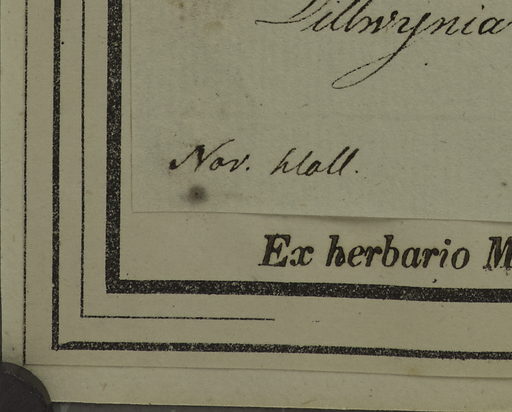 Dillwynia
Nov. Holl.
Ex herbario M